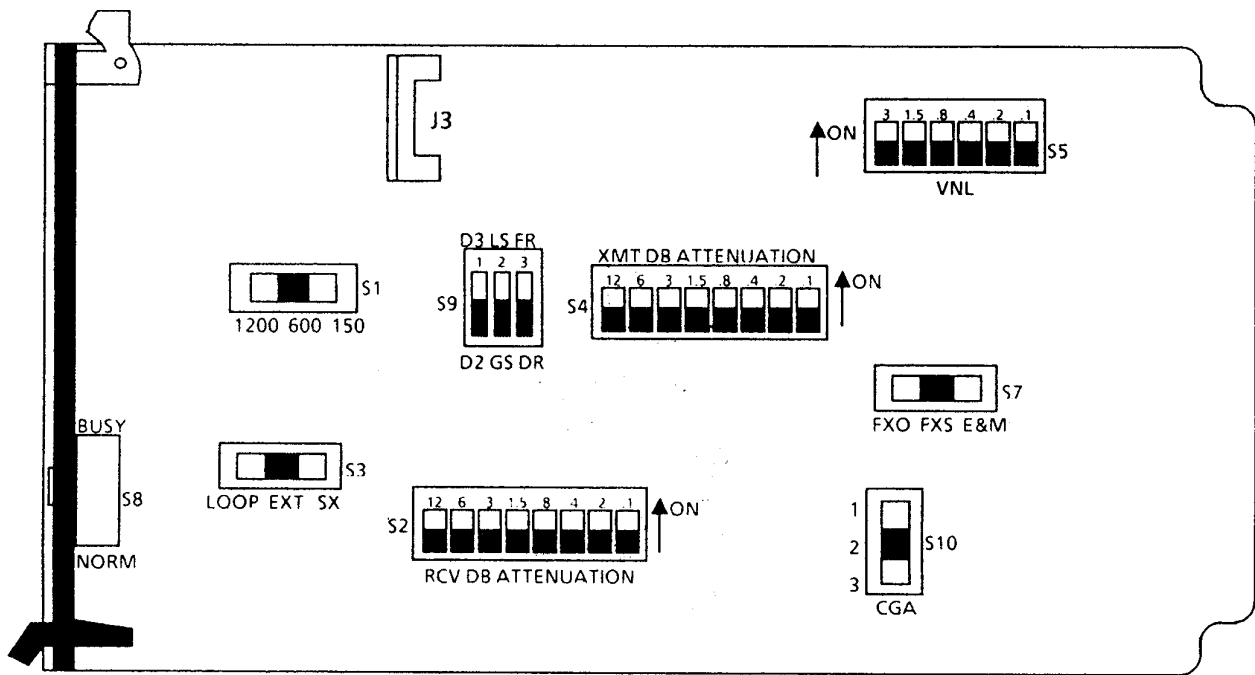 J3
3 1.5 .8 .4 .2 .1
ON
S5
VNL
D3 LS FR
1 2 3
S9
D2 GS DR
XMT DB ATTENUATION
12 6 3 1.5 .8 .4 .2 .1
S4
ON
S1
1200 600 150
S7
FXO FXS E&M
BUSY
S8
NORM
S3
LOOP EXT SX
12 6 3 1.5 .8 .4 .2 .1
S2
ON
RCV DB ATTENUATION
1
2
3
S10
CGA